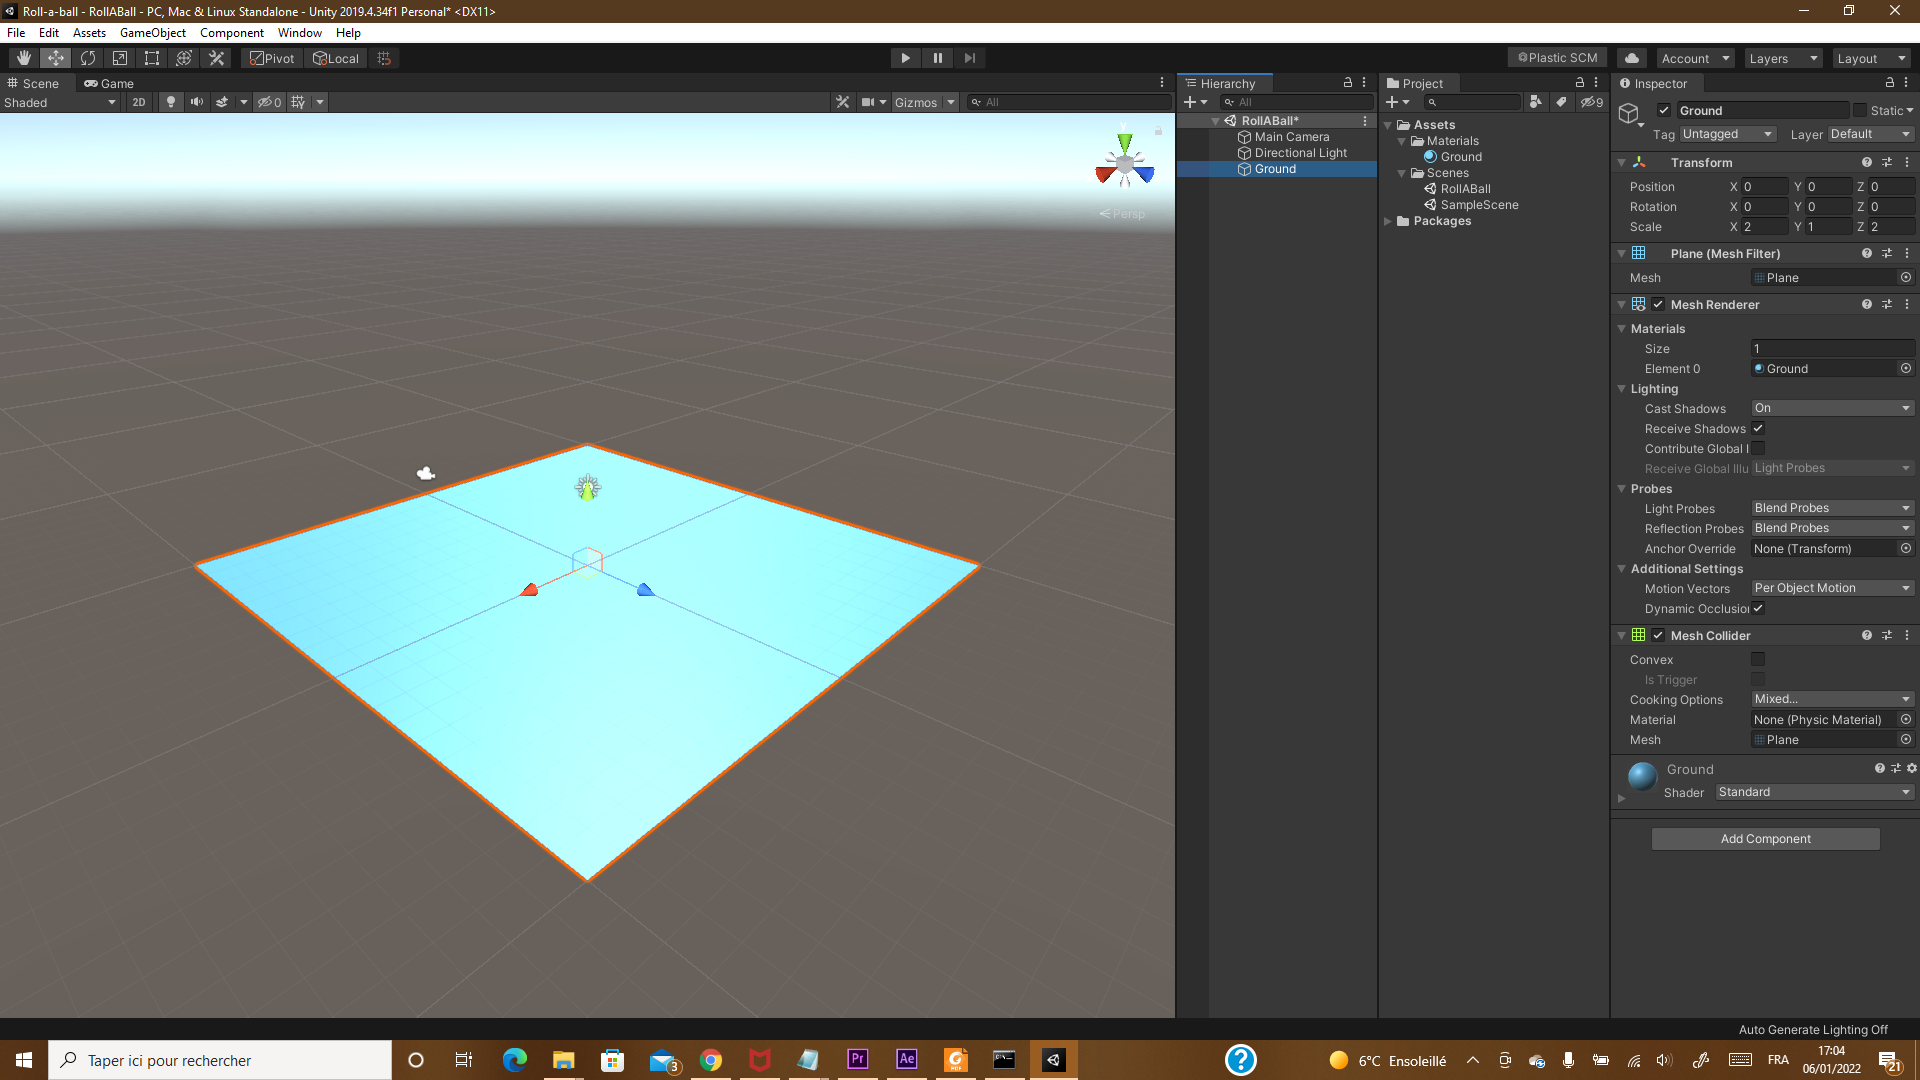 Roll-a-ball - RollABall - PC, Mac & Linux Standalone - Unity 2019.4.34f1 Personal* <DX11>
File Edit Assets GameObject Component Window Help
Pivot Local Plastic SCM Account Layers Layout
Scene Game
Shaded 2D 0 Gizmos All
y
Persp
Hierarchy
All
RollABall*
Main Camera
Directional Light
Ground
Project
9
Assets
Materials
Ground
Scenes
RollABall
SampleScene
Packages
Inspector
Ground Static
Tag Untagged Layer Default
Transform
Position X 0 Y 0 Z 0
Rotation X 0 Y 0 Z 0
Scale X 2 Y 1 Z 2
Plane (Mesh Filter)
Mesh Plane
Mesh Renderer
Materials
Size 1
Element 0 Ground
Lighting
Cast Shadows On
Receive Shadows
Contribute Global I
Receive Global Illu Light Probes
Probes
Light Probes Blend Probes
Reflection Probes Blend Probes
Anchor Override None (Transform)
Additional Settings
Motion Vectors Per Object Motion
Dynamic Occlusio
Mesh Collider
Convex
Is Trigger
Cooking Options Mixed...
Material None (Physic Material)
Mesh Plane
Ground
Shader Standard
Add Component
Auto Generate Lighting Off
Taper ici pour rechercher
3
Pr
Ae
PDF
6°C Ensoleillé
FRA
17:04
06/01/2022
21